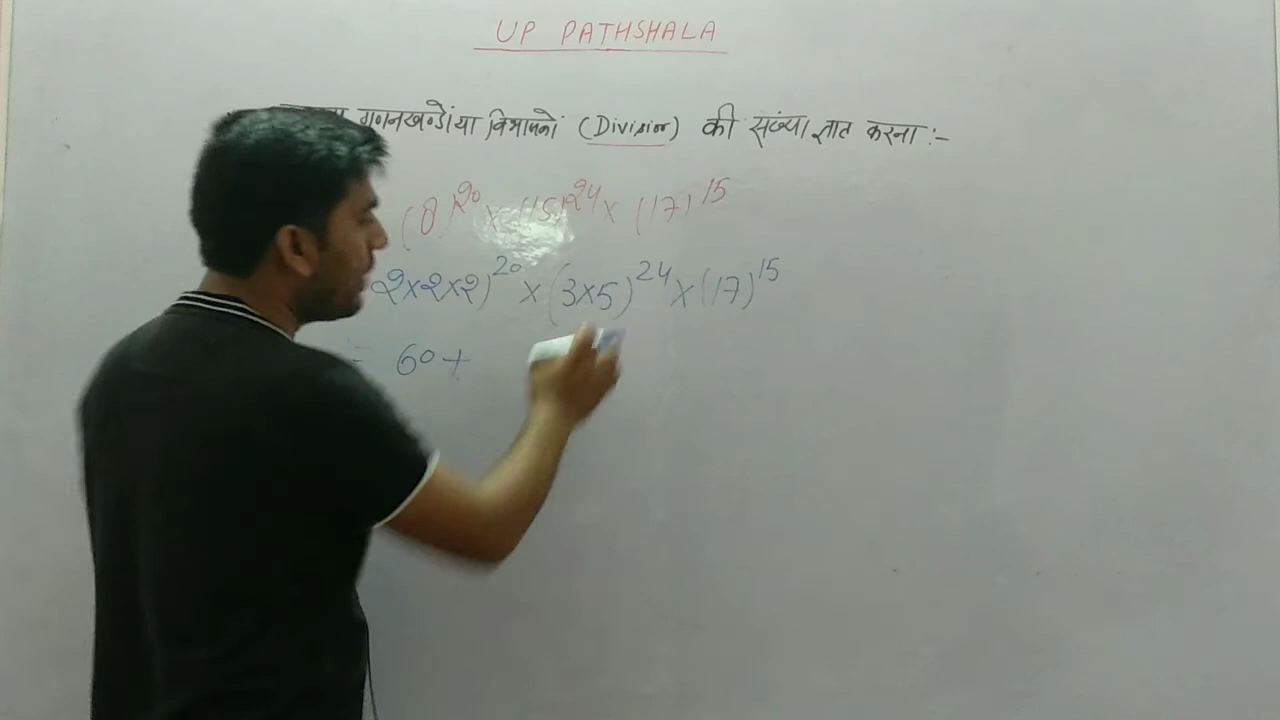 UP PATHSHALA
गुणनखण्डों या विभाजकों (Division) की संख्या ज्ञात करना :-
(8)^20 × (15)^24 × (17)^15
2×2×2)^20 × (3×5)^24 × (17)^15
= 60 +